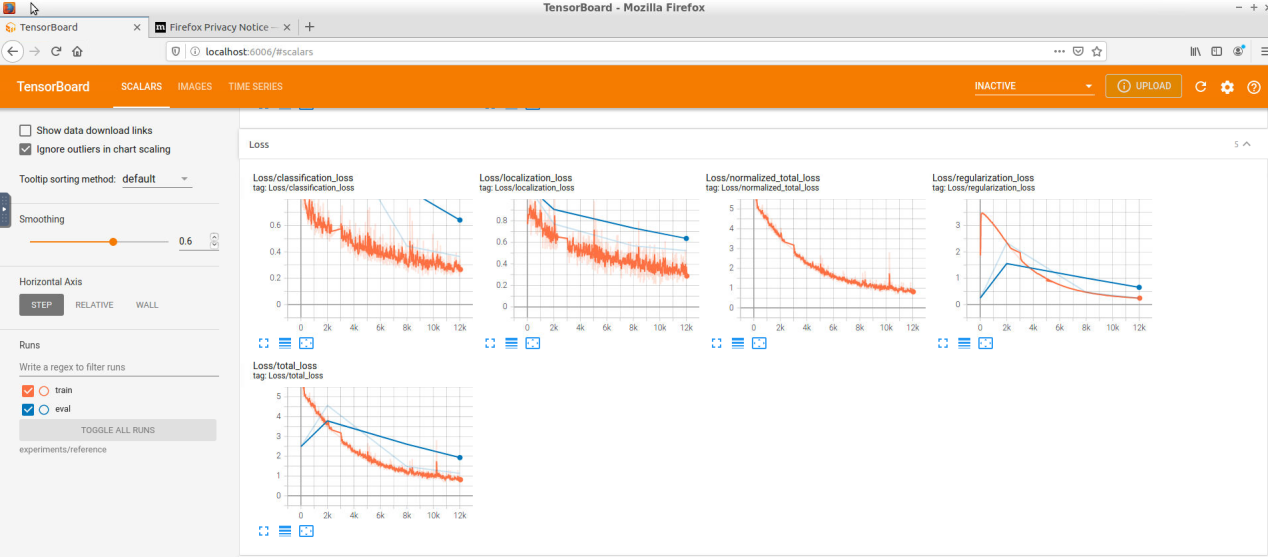 TensorBoard - Mozilla Firefox
TensorBoard
Firefox Privacy Notice —
localhost:6006/#scalars
TensorBoard SCALARS IMAGES TIME SERIES INACTIVE UPLOAD
Show data download links
Ignore outliers in chart scaling
Tooltip sorting method: default
Smoothing
0.6
Horizontal Axis
STEP RELATIVE WALL
Runs
Write a regex to filter runs
train
eval
TOGGLE ALL RUNS
experiments/reference
Loss 5
Loss/classification_loss
tag: Loss/classification_loss
0.6
0.4
0.2
0
0 2k 4k 6k 8k 10k 12k
Loss/localization_loss
tag: Loss/localization_loss
0.8
0.6
0.4
0.2
0
0 2k 4k 6k 8k 10k 12k
Loss/normalized_total_loss
tag: Loss/normalized_total_loss
5
4
3
2
1
0
0 2k 4k 6k 8k 10k 12k
Loss/regularization_loss
tag: Loss/regularization_loss
3
2
1
0
0 2k 4k 6k 8k 10k 12k
Loss/total_loss
tag: Loss/total_loss
5
4
3
2
1
0
0 2k 4k 6k 8k 10k 12k